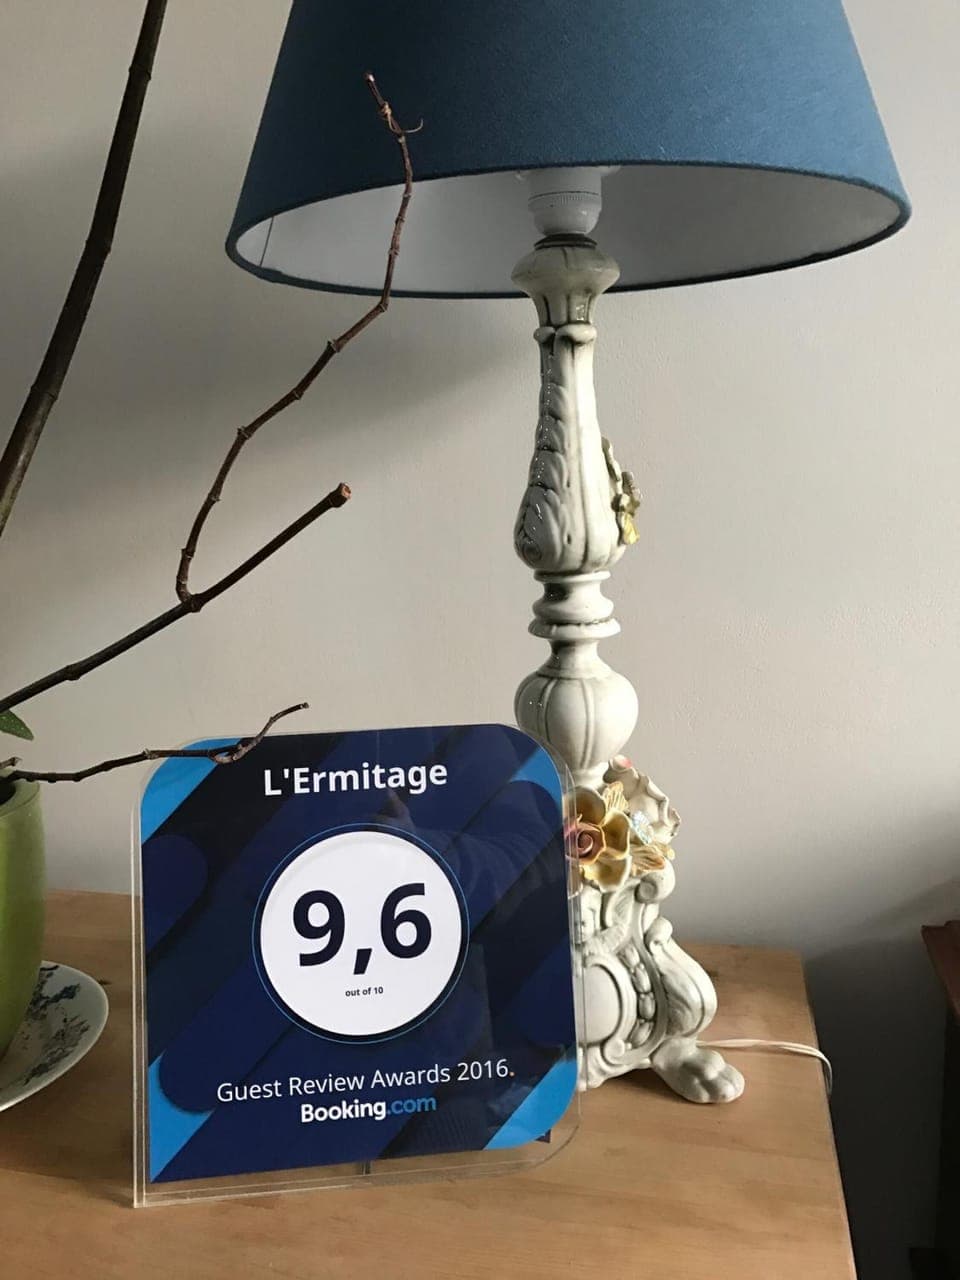 L'Ermitage
9,6
out of 10
Guest Review Awards 2016.
Booking.com